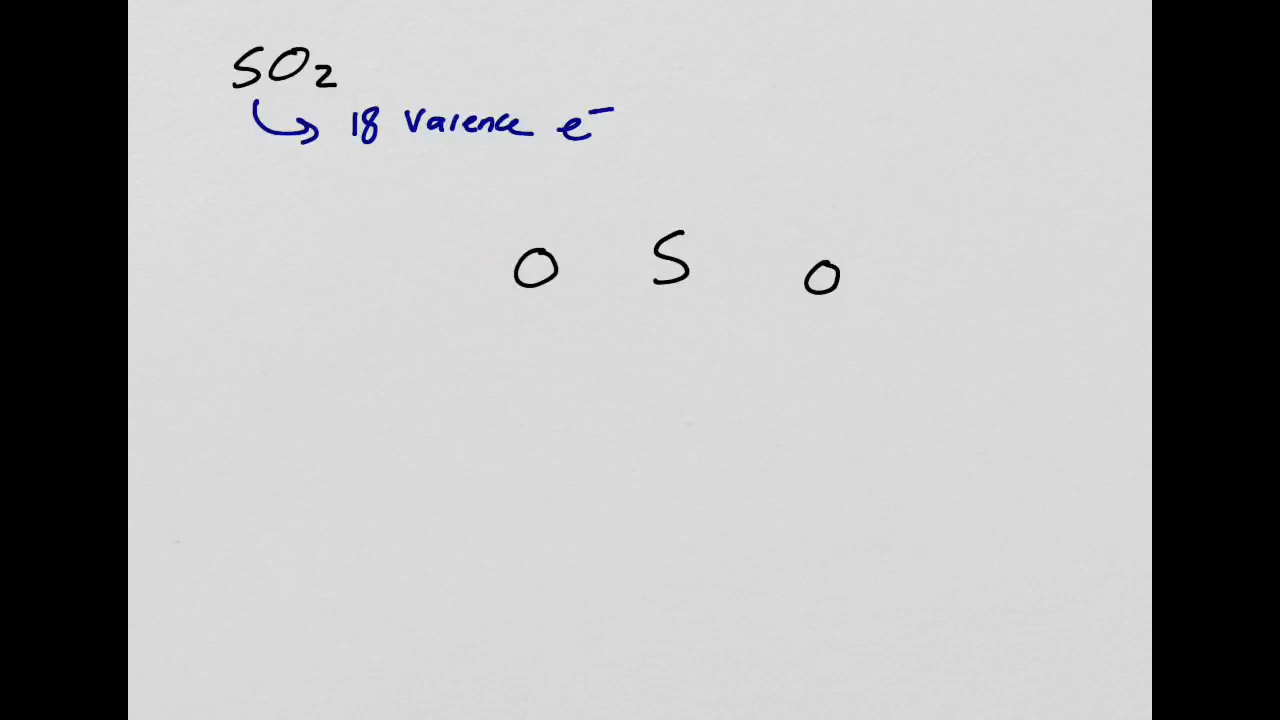 SO₂
18 valence e⁻
O S O